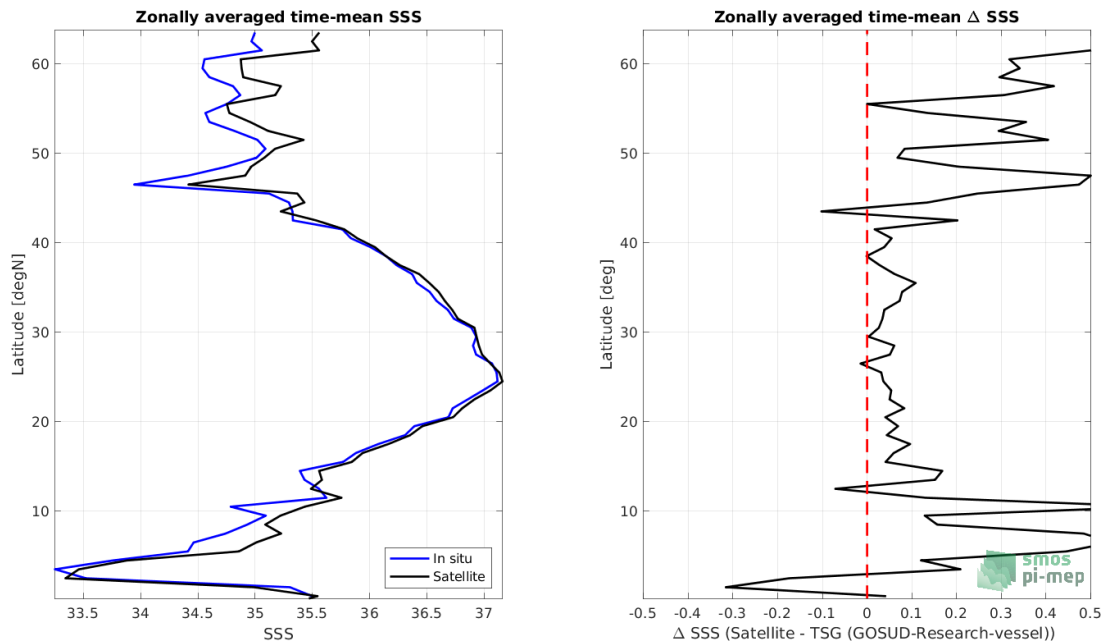 Zonally averaged time-mean SSS
60
50
40
30
20
10
Latitude [degN]
33.5 34 34.5 35 35.5 36 36.5 37
SSS
In situ
Satellite
Zonally averaged time-mean Δ SSS
60
50
40
30
20
10
Latitude [deg]
-0.5 -0.4 -0.3 -0.2 -0.1 0 0.1 0.2 0.3 0.4 0.5
Δ SSS (Satellite - TSG (GOSUD-Research-vessel))
smos
pi-mep